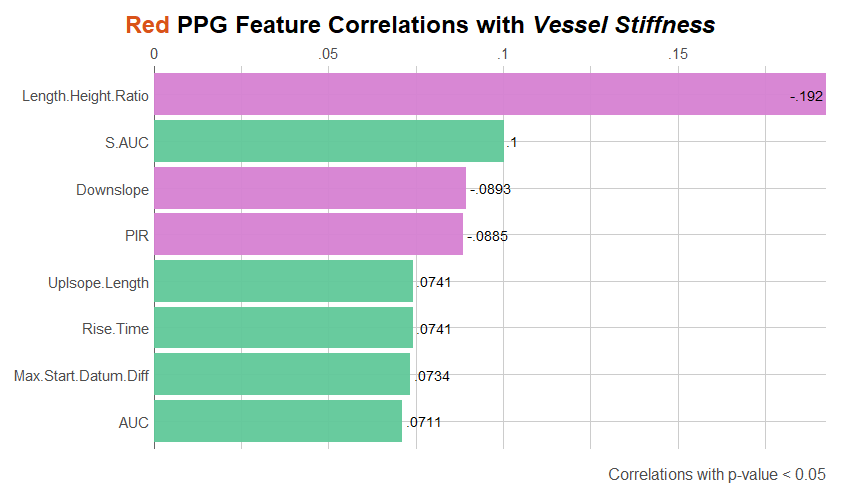 Red PPG Feature Correlations with Vessel Stiffness
0 .05 .1 .15
Length.Height.Ratio -.192
S.AUC .1
Downslope -.0893
PIR -.0885
Uplsope.Length .0741
Rise.Time .0741
Max.Start.Datum.Diff .0734
AUC .0711
Correlations with p-value < 0.05